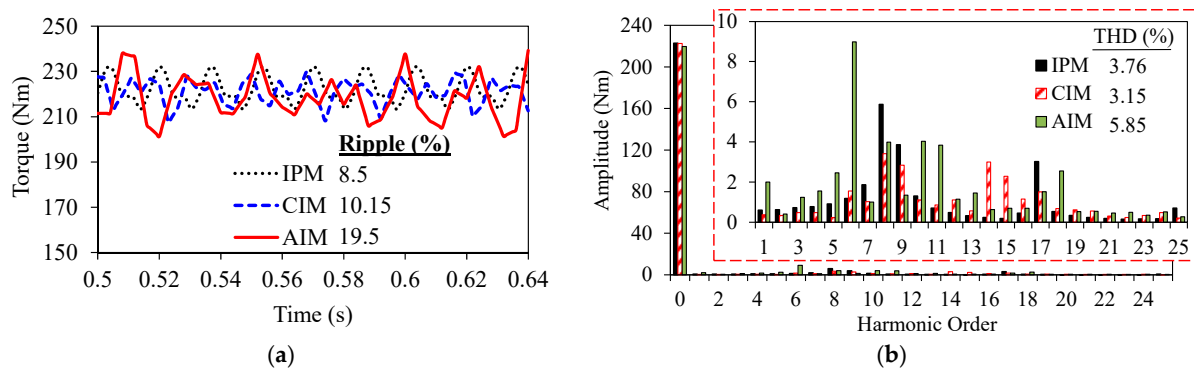 250
230
210
190
170
150
Torque (Nm)
Ripple (%)
IPM 8.5
CIM 10.15
AIM 19.5
0.5 0.52 0.54 0.56 0.58 0.6 0.62 0.64
Time (s)
(a)
240
200
160
120
80
40
0
Amplitude (Nm)
10
8
6
4
2
0
THD (%)
IPM 3.76
CIM 3.15
AIM 5.85
1 3 5 7 9 11 13 15 17 19 21 23 25
0 2 4 6 8 10 12 14 16 18 20 22 24
Harmonic Order
(b)